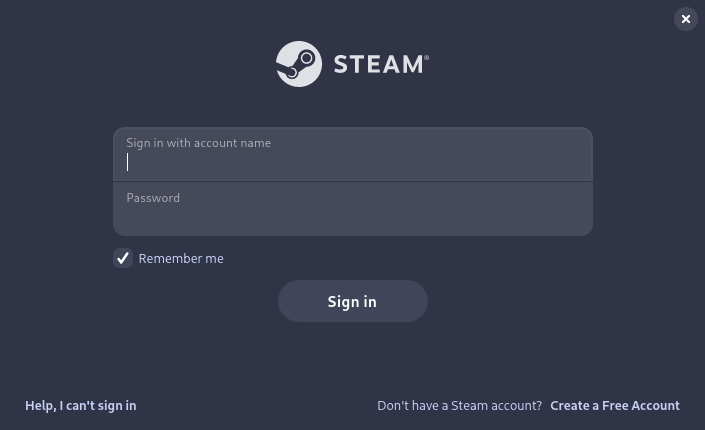 STEAM®
Sign in with account name
Password
Remember me
Sign in
Help, I can't sign in
Don't have a Steam account? Create a Free Account